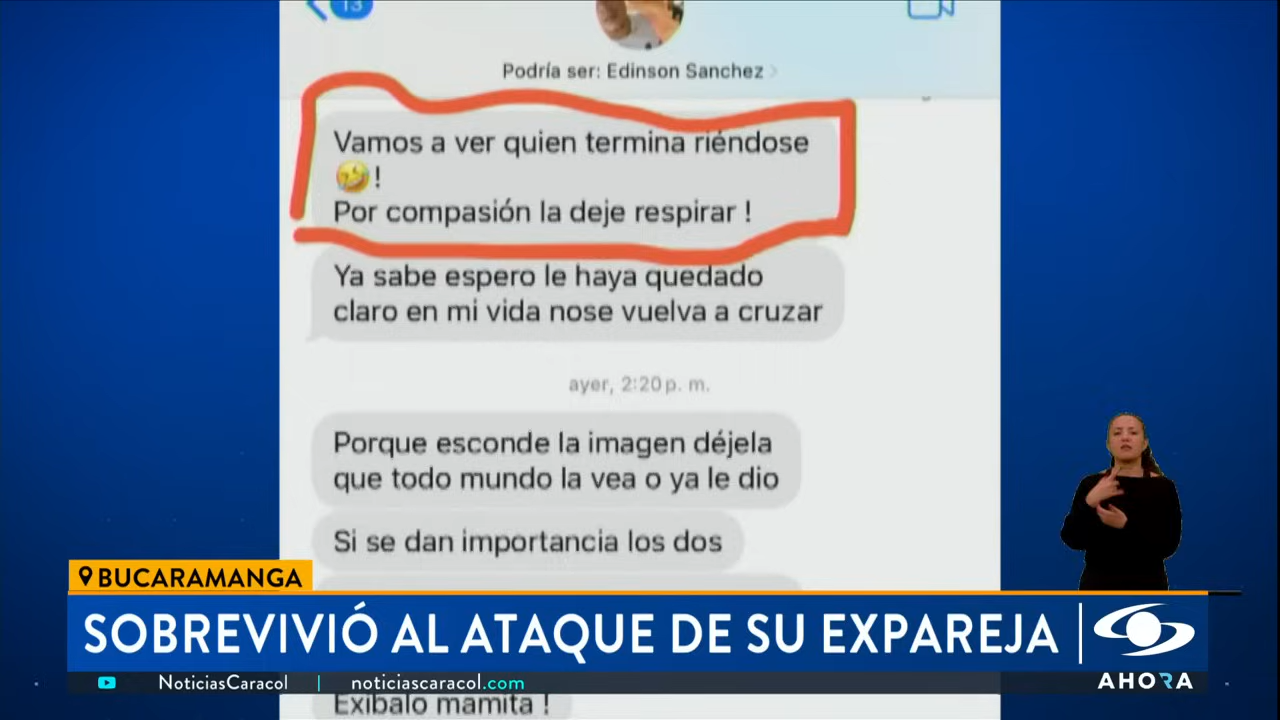 13
Podría ser: Edinson Sanchez
Vamos a ver quien termina riéndose
🤣!
Por compasión la deje respirar !
Ya sabe espero le haya quedado
claro en mi vida nose vuelva a cruzar
ayer, 2:20 p. m.
Porque esconde la imagen déjela
que todo mundo la vea o ya le dio
Si se dan importancia los dos
BUCARAMANGA
SOBREVIVIÓ AL ATAQUE DE SU EXPAREJA
NoticiasCaracol | noticiascaracol.com
AHORA
Exibalo mamita !